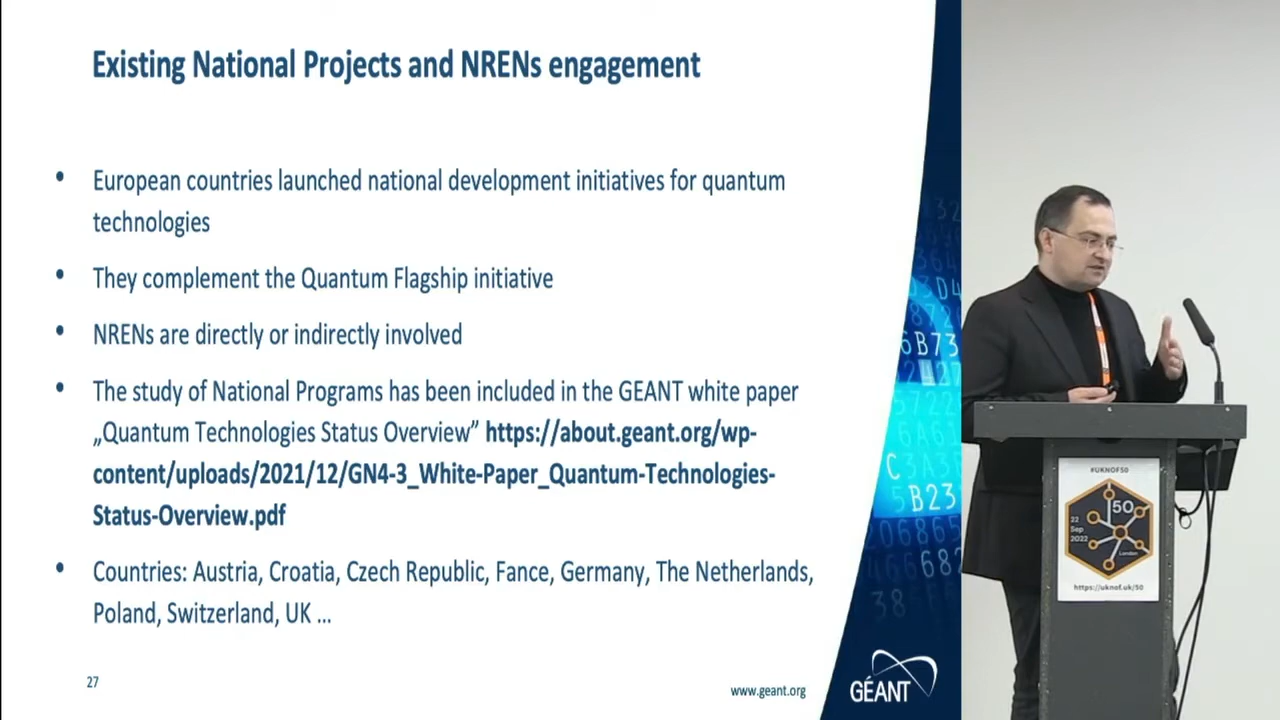 Existing National Projects and NRENs engagement
• European countries launched national development initiatives for quantum
technologies
• They complement the Quantum Flagship initiative
• NRENs are directly or indirectly involved
• The study of National Programs has been included in the GEANT white paper
„Quantum Technologies Status Overview” https://about.geant.org/wp-
content/uploads/2021/12/GN4-3_White-Paper_Quantum-Technologies-
Status-Overview.pdf
• Countries: Austria, Croatia, Czech Republic, Fance, Germany, The Netherlands,
Poland, Switzerland, UK ...
27
www.geant.org
GÉANT
#UKNOF50
50
22
Sep
2022
London
https://uknof.uk/50